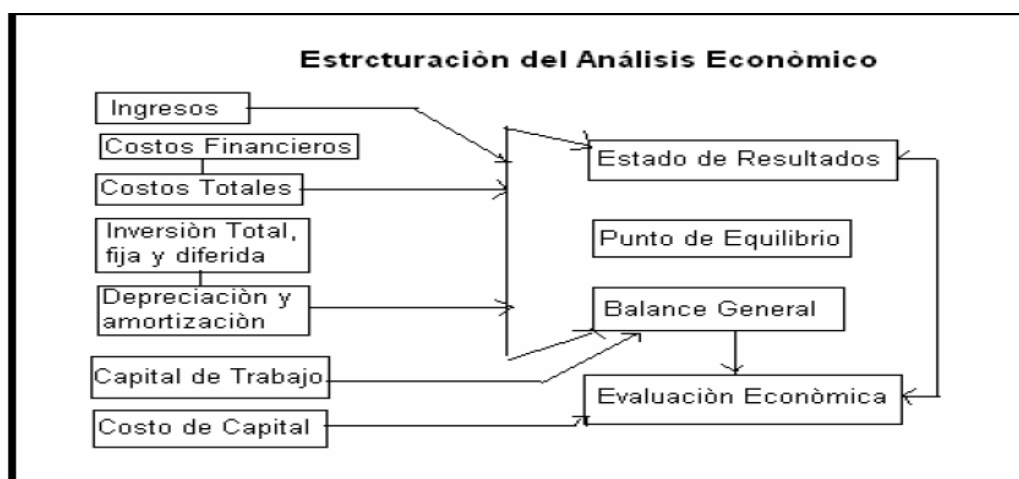 Estrcturaciòn del Análisis Econòmico
Ingresos
Costos Financieros
Costos Totales
Inversiòn Total,
fija y diferida
Depreciaciòn y
amortizaciòn
Capital de Trabajo
Costo de Capital
Estado de Resultados
Punto de Equilibrio
Balance General
Evaluaciòn Econòmica